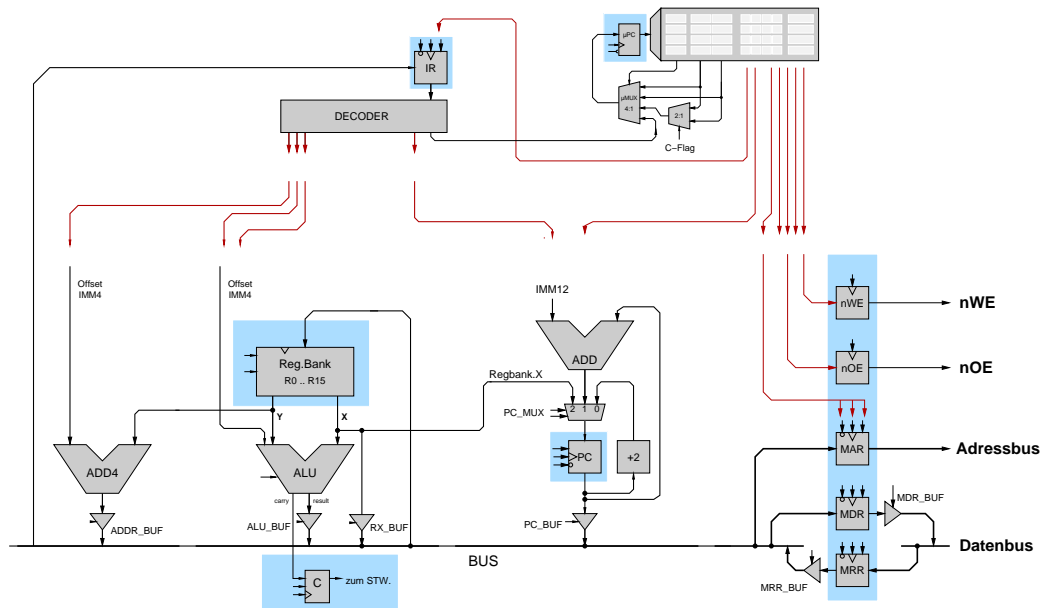 µPC
IR
µMUX
4:1
2:1
DECODER
C-Flag
Offset
IMM4
Offset
IMM4
IMM12
nWE
nWE
Reg.Bank
R0 .. R15
ADD
nOE
nOE
Regbank.X
Y
X
PC_MUX
2 1 0
ADD4
ALU
PC
+2
MAR
Adressbus
carry
result
MDR_BUF
MDR
ADDR_BUF
ALU_BUF
RX_BUF
PC_BUF
Datenbus
BUS
MRR
MRR_BUF
C
zum STW.